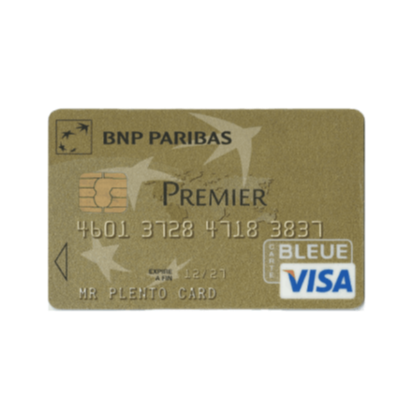 BNP PARIBAS
PREMIER
4601 3728 4718 3837
CARTE BLEUE
EXPIRE A FIN 12/27
VISA
MR PLENTO CARD